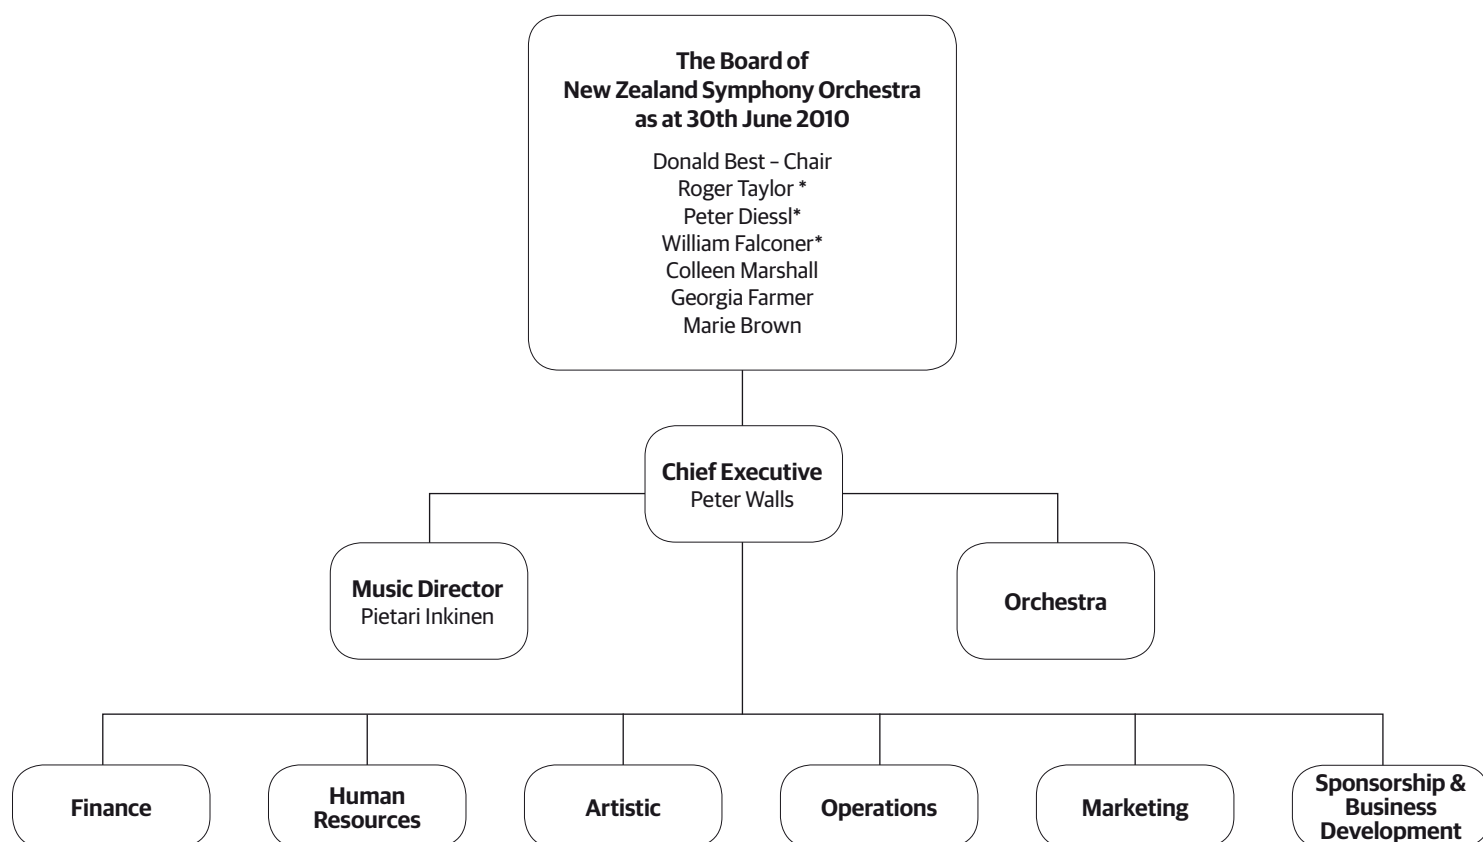 The Board of
New Zealand Symphony Orchestra
as at 30th June 2010
Donald Best – Chair
Roger Taylor *
Peter Diessl*
William Falconer*
Colleen Marshall
Georgia Farmer
Marie Brown
Chief Executive
Peter Walls
Music Director
Pietari Inkinen
Orchestra
Finance
Human
Resources
Artistic
Operations
Marketing
Sponsorship &
Business
Development